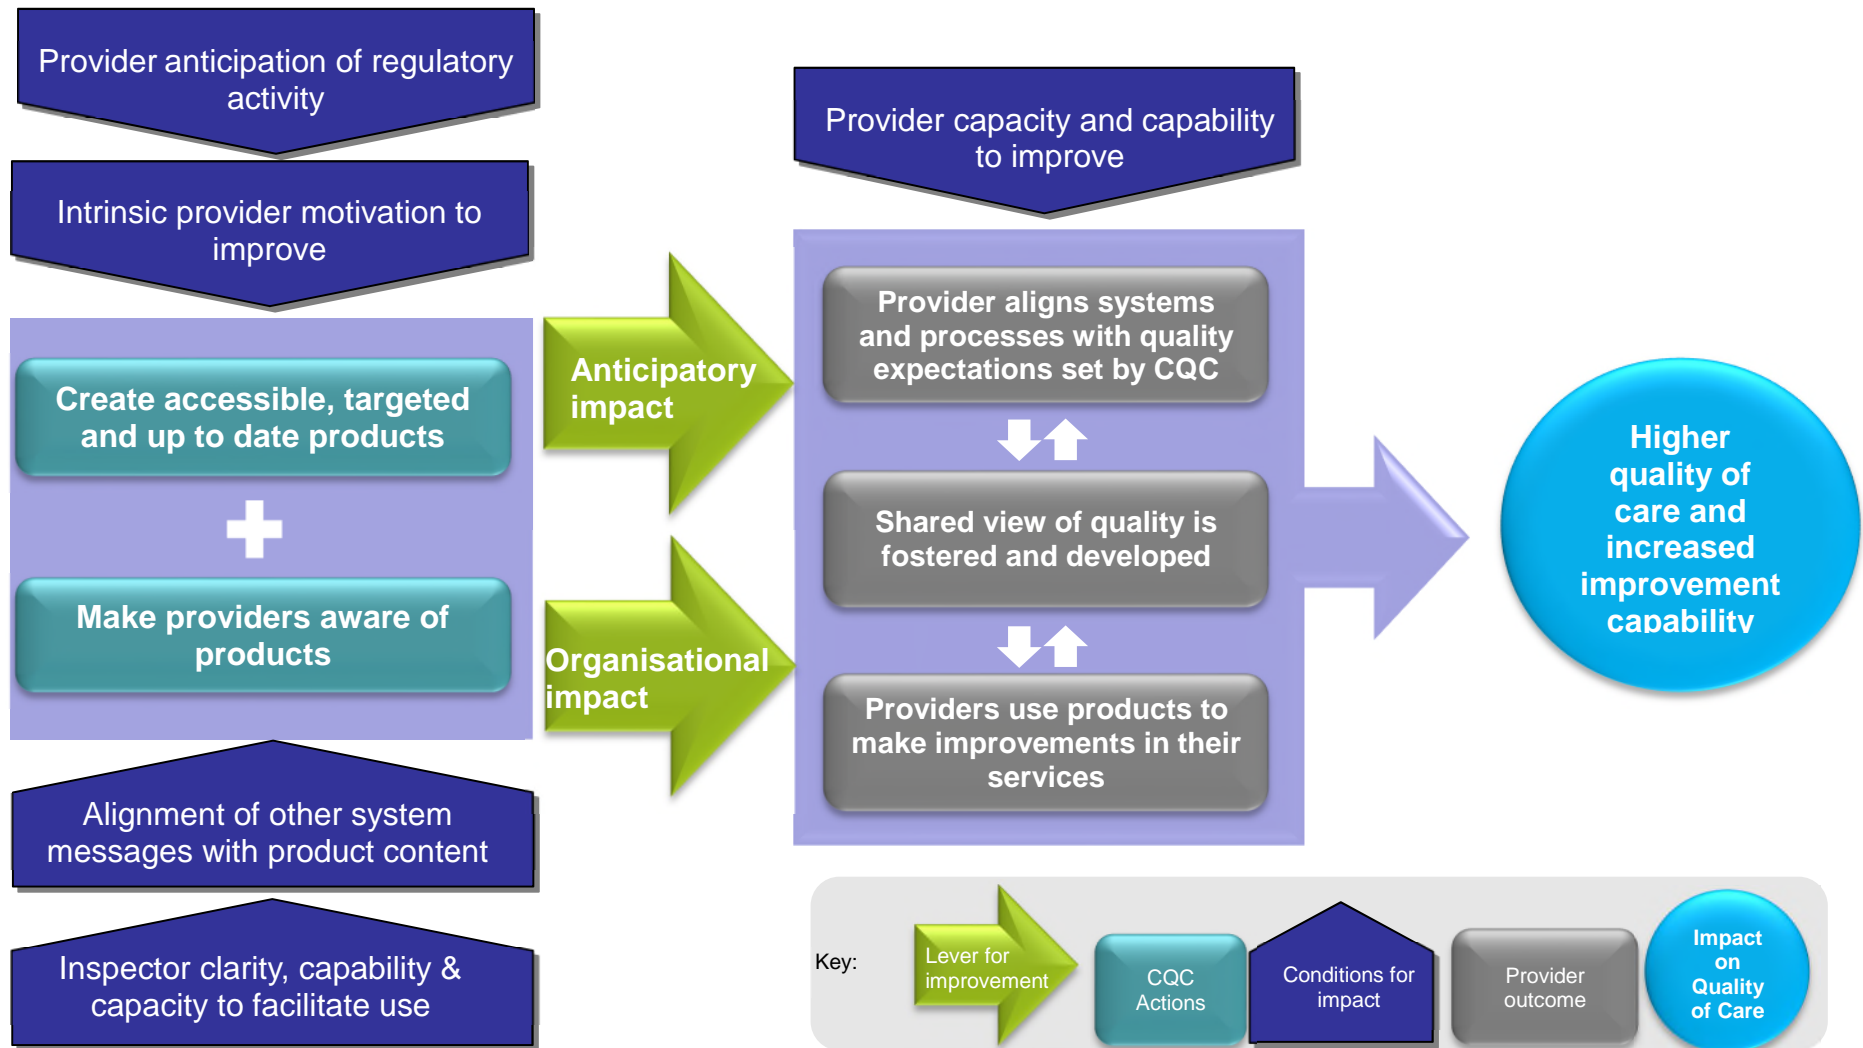 Provider anticipation of regulatory
activity
Intrinsic provider motivation to
improve
Create accessible, targeted
and up to date products
Make providers aware of
products
Alignment of other system
messages with product content
Inspector clarity, capability &
capacity to facilitate use
Anticipatory
impact
Organisational
impact
Provider capacity and capability
to improve
Provider aligns systems
and processes with quality
expectations set by CQC
Shared view of quality is
fostered and developed
Providers use products to
make improvements in their
services
Higher
quality of
care and
increased
improvement
capability
Key:
Lever for
improvement
CQC
Actions
Conditions for
impact
Provider
outcome
Impact
on
Quality
of Care